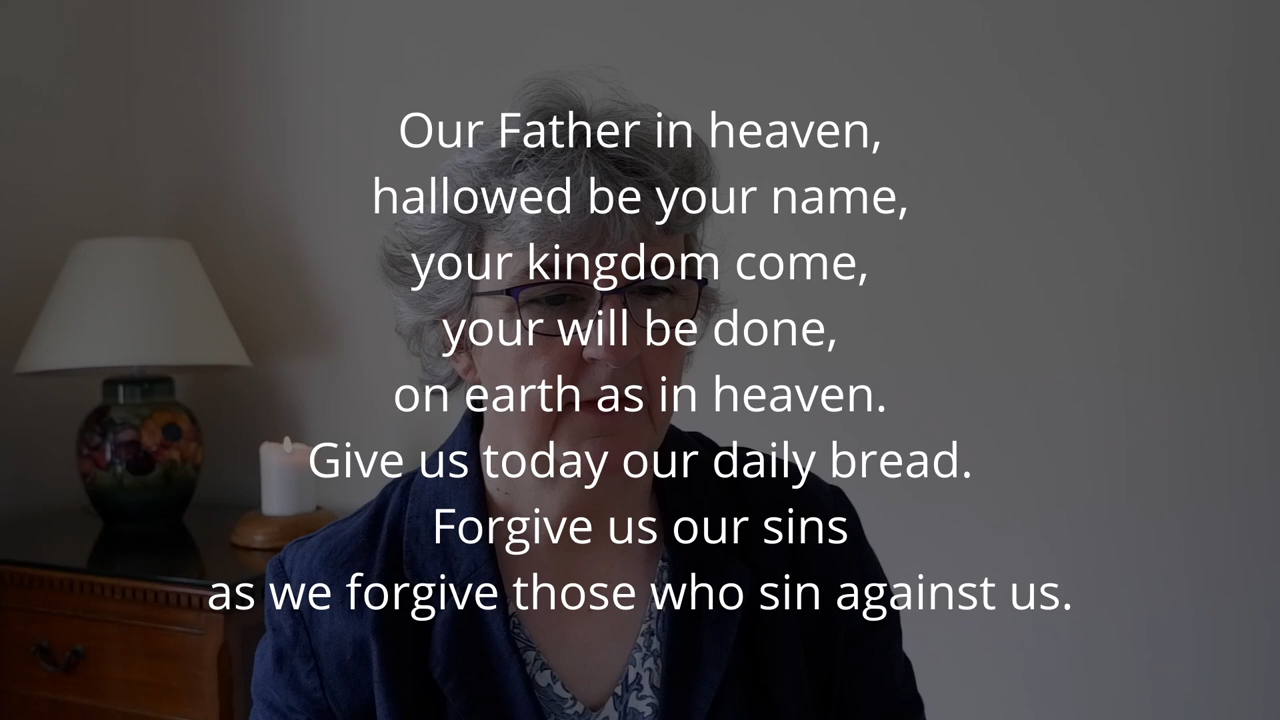 Our Father in heaven,
hallowed be your name,
your kingdom come,
your will be done,
on earth as in heaven.
Give us today our daily bread.
Forgive us our sins
as we forgive those who sin against us.